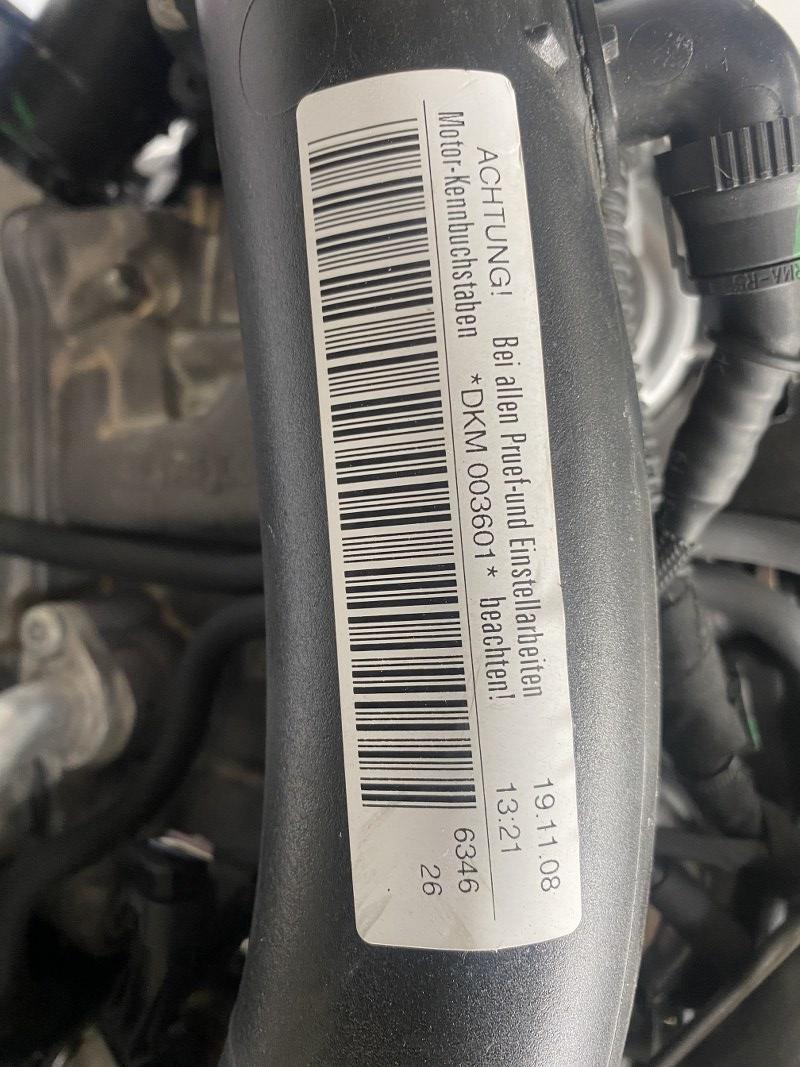 ACHTUNG! Bei allen Pruef-und Einstellarbeiten 19.11.08
Motor-Kennbuchstaben *DKM 003601* beachten! 13:21
6346
26